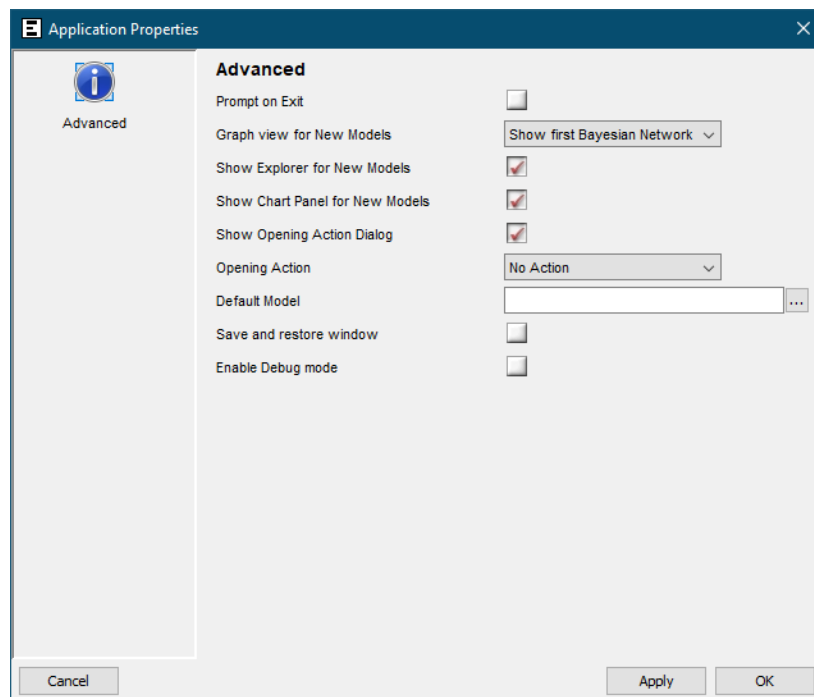 Application Properties
Advanced
Advanced
Prompt on Exit
Graph view for New Models Show first Bayesian Network
Show Explorer for New Models
Show Chart Panel for New Models
Show Opening Action Dialog
Opening Action No Action
Default Model ...
Save and restore window
Enable Debug mode
Cancel Apply OK